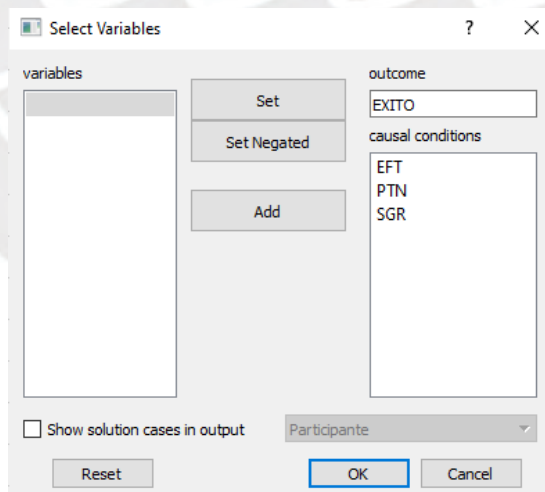 Select Variables
?
variables
Set
Set Negated
Add
outcome
EXITO
causal conditions
EFT
PTN
SGR
Show solution cases in output
Participante
Reset
OK
Cancel